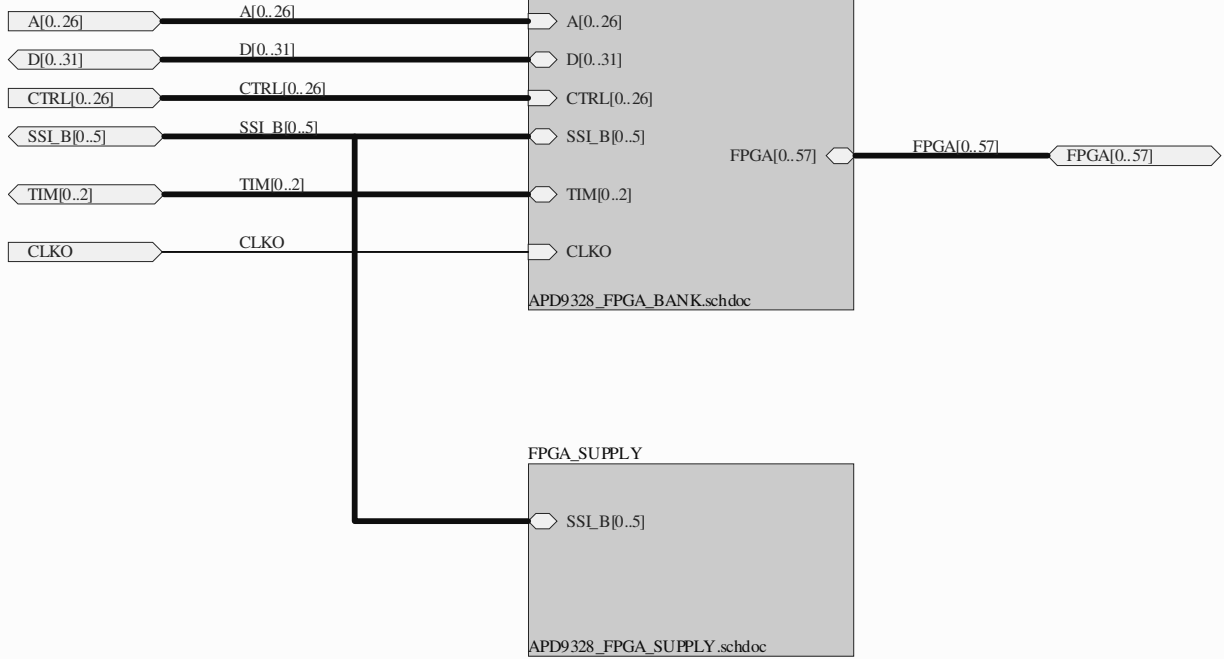 A[0..26] A[0..26] A[0..26]
D[0..31] D[0..31] D[0..31]
CTRL[0..26] CTRL[0..26] CTRL[0..26]
SSI_B[0..5] SSI_B[0..5] SSI_B[0..5]
FPGA[0..57] FPGA[0..57] FPGA[0..57]
TIM[0..2] TIM[0..2] TIM[0..2]
CLKO CLKO CLKO
APD9328_FPGA_BANK.schdoc
FPGA_SUPPLY
SSI_B[0..5]
APD9328_FPGA_SUPPLY.schdoc